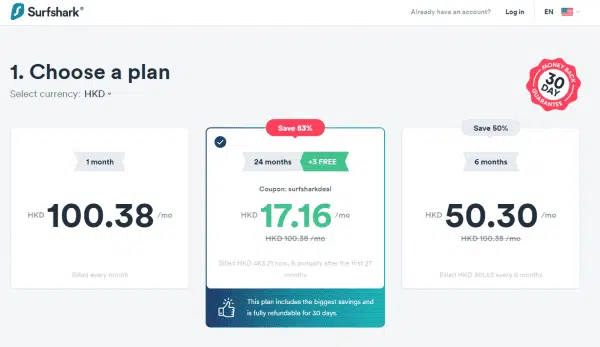 Surfshark®
Already have an account? Log in EN
1. Choose a plan
Select currency: HKD
MONEY BACK
30
DAY
GUARANTEE
Save 83%
Save 50%
1 month
24 months +3 FREE
6 months
Coupon: surfsharkdeal
HKD 100.38 /mo
HKD 17.16 /mo
HKD 50.30 /mo
HKD 100.38 /mo
HKD 100.38 /mo
Billed every month
Billed HKD now, & annually after the first 27
months
Billed HKD every 6 months
This plan includes the biggest savings and
is fully refundable for 30 days.